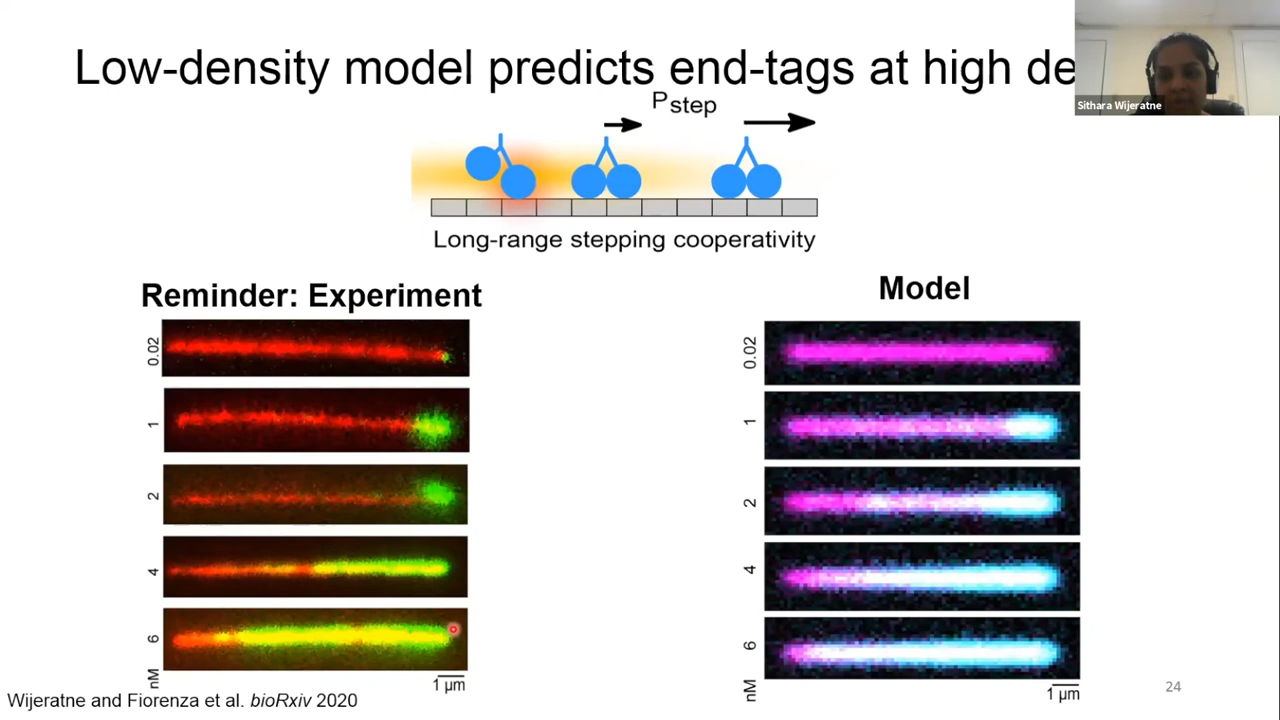 Low-density model predicts end-tags at high de
Sithara Wijeratne
Pstep
Long-range stepping cooperativity
Reminder: Experiment
0.02
1
2
4
6
nM
1 µm
Model
0.02
1
2
4
6
nM
1 µm
Wijeratne and Fiorenza et al. bioRxiv 2020
24